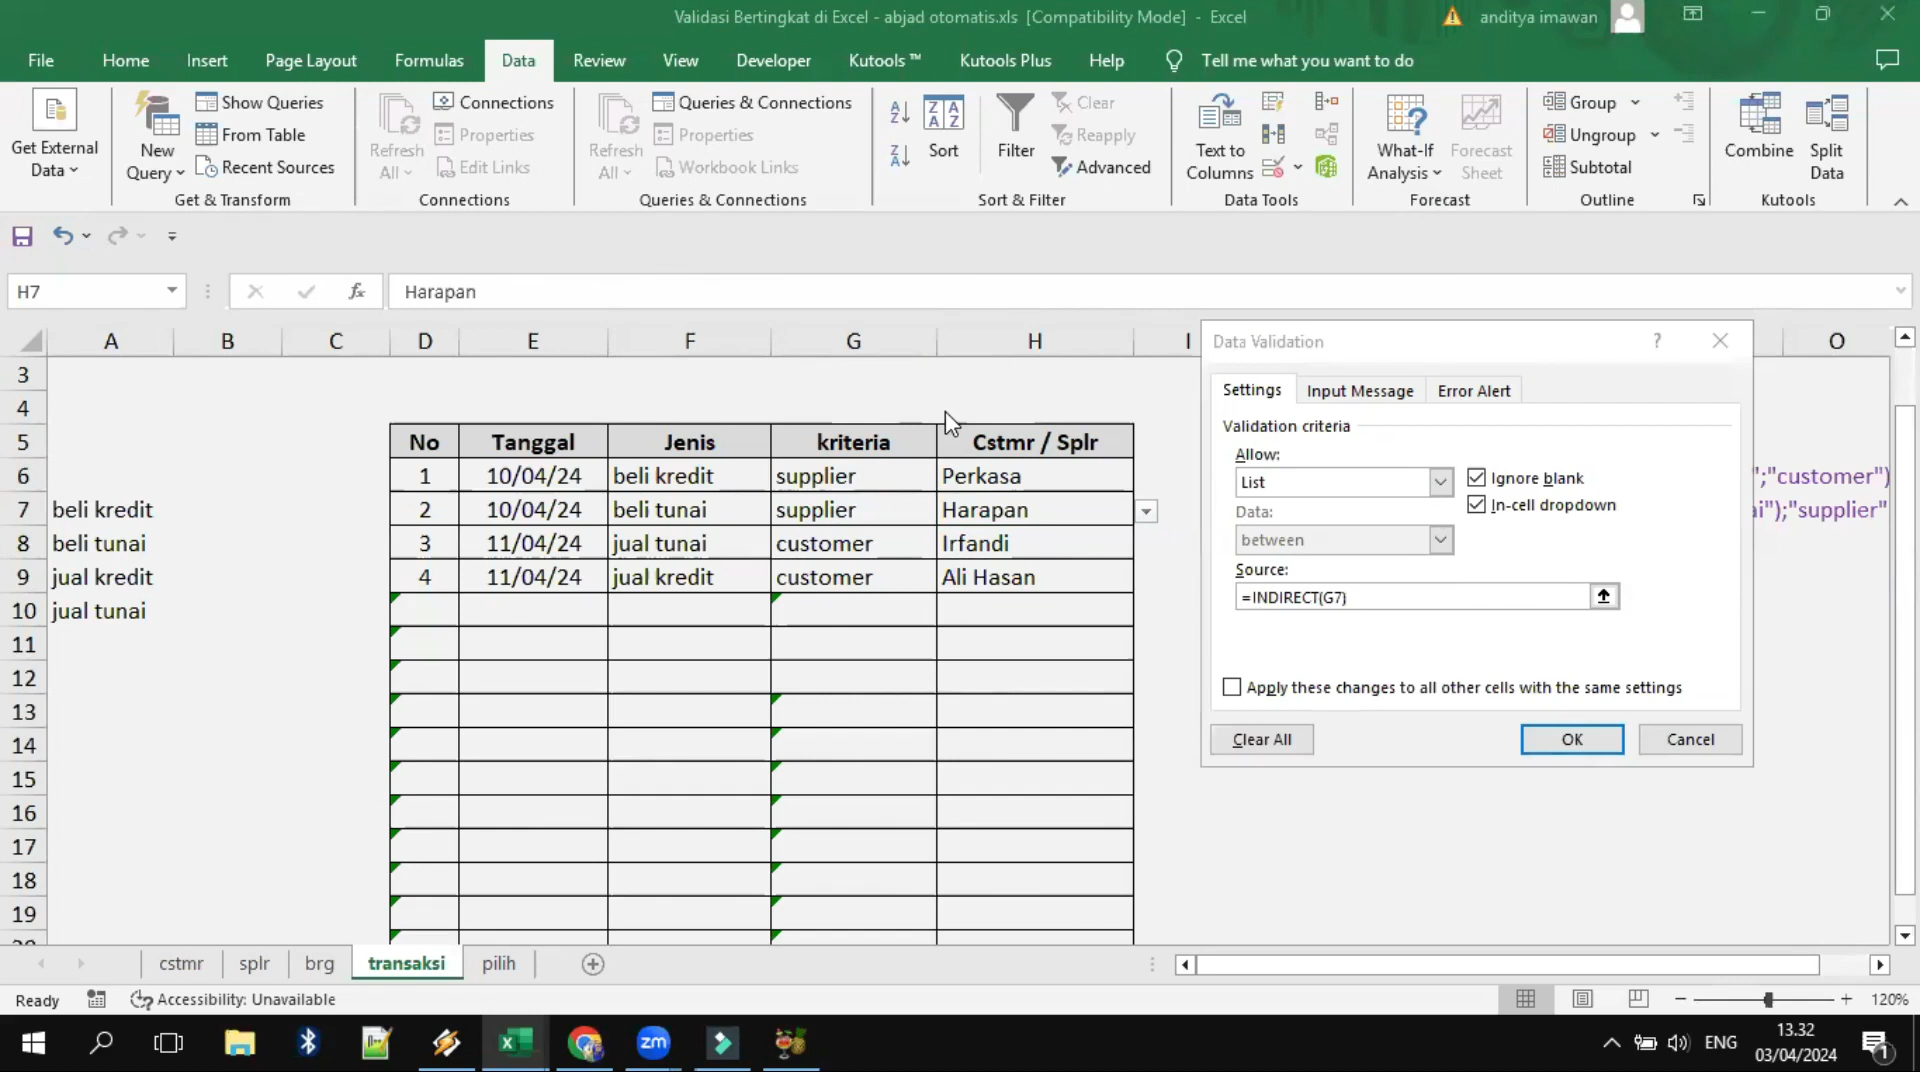 Validasi Bertingkat di Excel - abjad otomatis.xls [Compatibility Mode] - Excel
anditya imawan
File Home Insert Page Layout Formulas Data Review View Developer Kutools ™ Kutools Plus Help Tell me what you want to do
Get External Data
New Query
Show Queries
From Table
Recent Sources
Get & Transform
Refresh All
Connections
Properties
Edit Links
Connections
Refresh All
Queries & Connections
Properties
Workbook Links
Queries & Connections
Sort
Filter
Clear
Reapply
Advanced
Sort & Filter
Text to Columns
Data Tools
What-If Analysis
Forecast Sheet
Forecast
Group
Ungroup
Subtotal
Outline
Combine
Split Data
Kutools
H7 fx Harapan
A B C D E F G H I O
3
4
5 No Tanggal Jenis kriteria Cstmr / Splr
6 1 10/04/24 beli kredit supplier Perkasa ";"customer")
7 beli kredit 2 10/04/24 beli tunai supplier Harapan i");"supplier"
8 beli tunai 3 11/04/24 jual tunai customer Irfandi
9 jual kredit 4 11/04/24 jual kredit customer Ali Hasan
10 jual tunai
11
12
13
14
15
16
17
18
19
Data Validation ?
Settings Input Message Error Alert
Validation criteria
Allow:
List
Ignore blank
Data:
In-cell dropdown
between
Source:
=INDIRECT(G7)
Apply these changes to all other cells with the same settings
Clear All OK Cancel
cstmr splr brg transaksi pilih
Ready Accessibility: Unavailable 120%
zm
ENG
13.32
03/04/2024
1